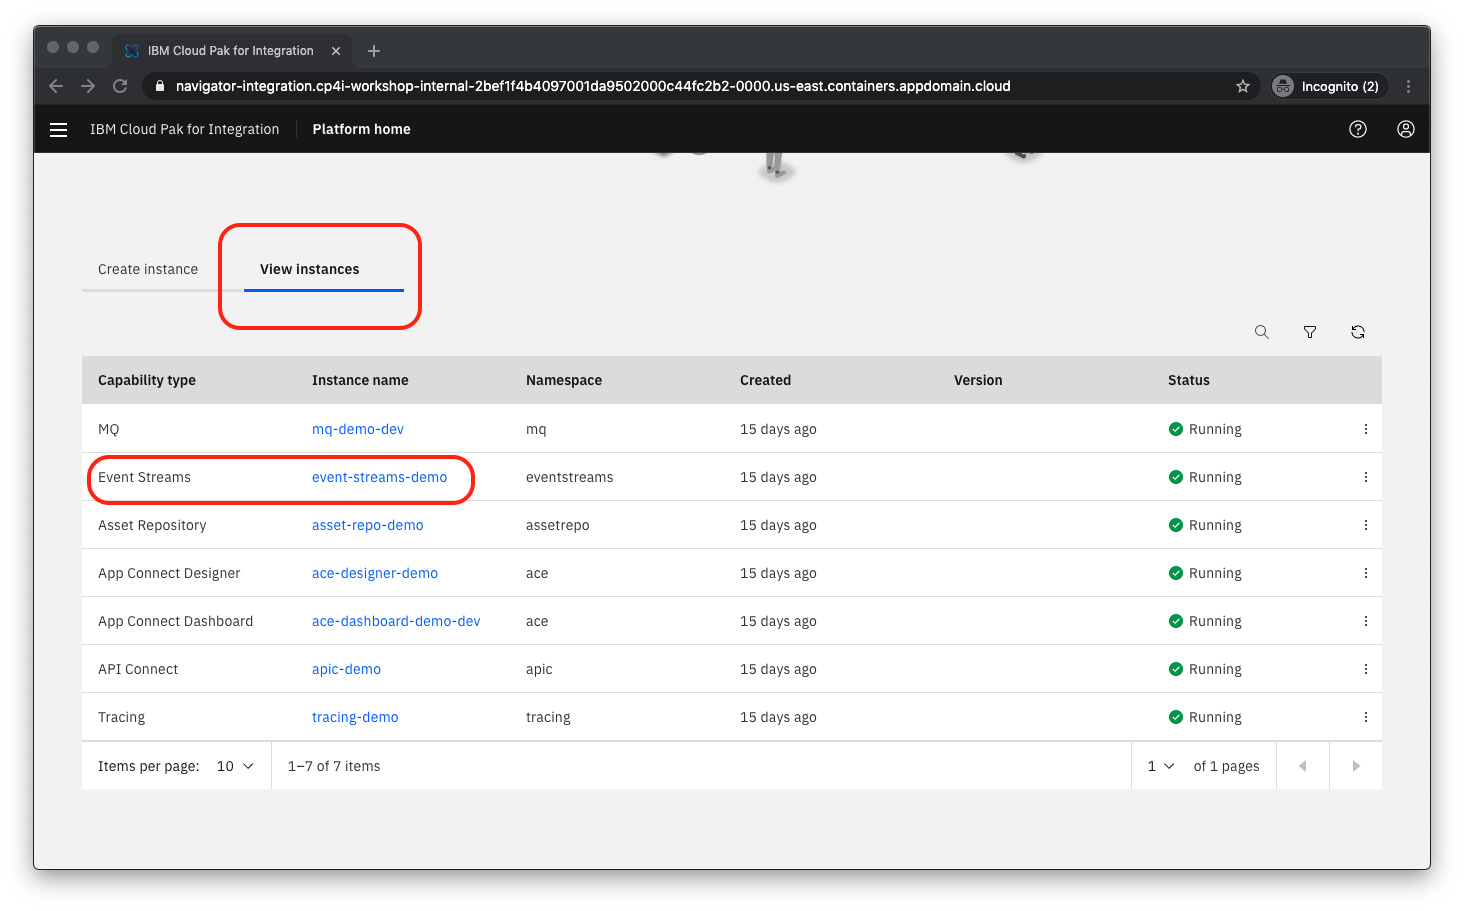 IBM Cloud Pak for Integration
navigator-integration.cp4i-workshop-internal-2bef1f4b4097001da9502000c44fc2b2-0000.us-east.containers.appdomain.cloud Incognito (2)
IBM Cloud Pak for Integration Platform home
Create instance View instances
Capability type Instance name Namespace Created Version Status
MQ mq-demo-dev mq 15 days ago Running
Event Streams event-streams-demo eventstreams 15 days ago Running
Asset Repository asset-repo-demo assetrepo 15 days ago Running
App Connect Designer ace-designer-demo ace 15 days ago Running
App Connect Dashboard ace-dashboard-demo-dev ace 15 days ago Running
API Connect apic-demo apic 15 days ago Running
Tracing tracing-demo tracing 15 days ago Running
Items per page: 10 1–7 of 7 items 1 of 1 pages